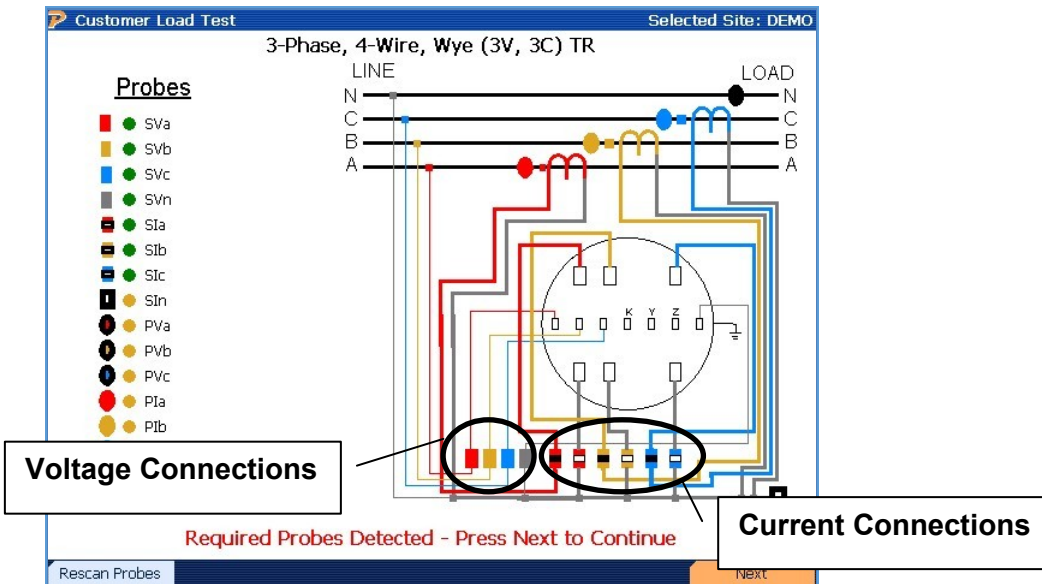 Customer Load Test
Selected Site: DEMO
3-Phase, 4-Wire, Wye (3V, 3C) TR
LINE
LOAD
Probes
N
N
C
C
B
B
A
A
SVa
SVb
SVc
SVn
SIa
SIb
SIc
SIn
PVa
PVb
PVc
PIa
PIb
K Y Z
Voltage Connections
Current Connections
Required Probes Detected - Press Next to Continue
Rescan Probes
Next